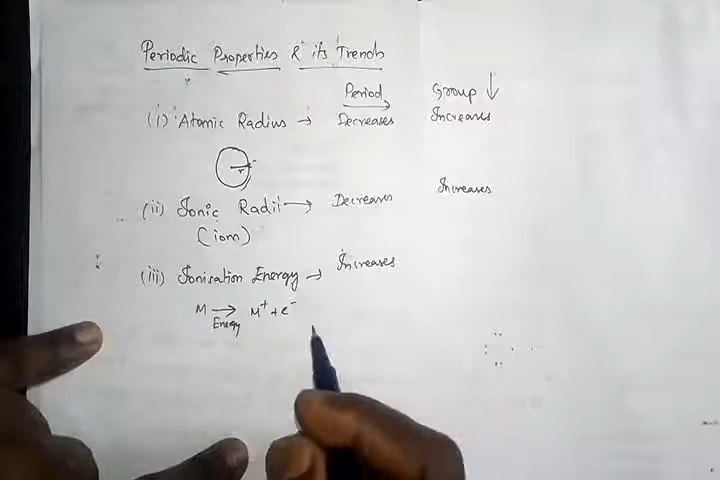 Periodic Properties & its Trends
Period Group ↓
(i) Atomic Radius → Decreases Increases
e-
r
(ii) Ionic Radii → Decreases Increases
(ion)
(iii) Ionisation Energy → Increases
M → M+ + e-
Energy